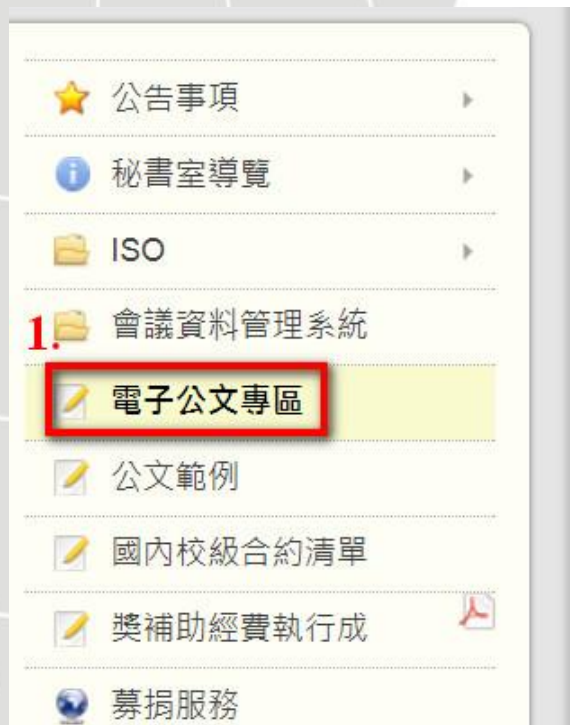 公告事項
秘書室導覽
ISO
會議資料管理系統
1.
電子公文專區
公文範例
國內校級合約清單
獎補助經費執行成
募捐服務